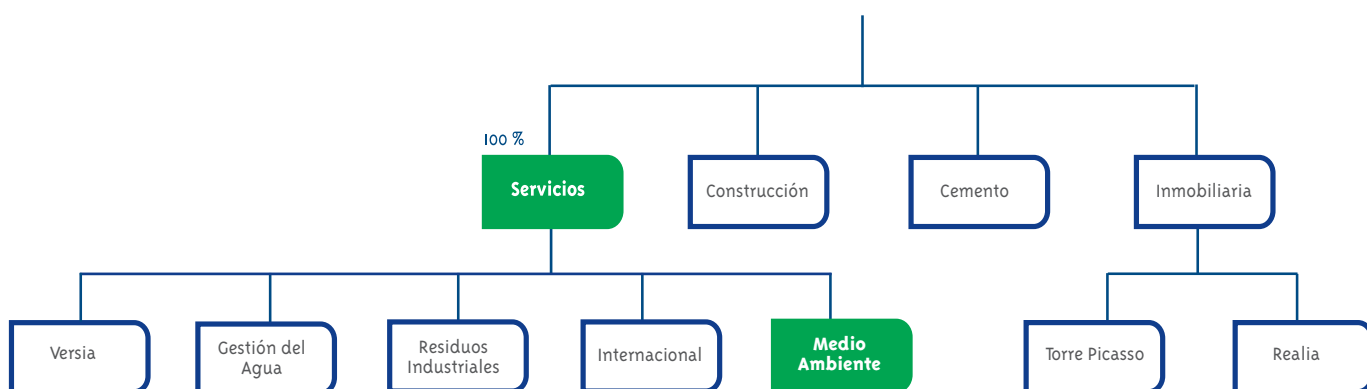 100 %
Servicios
Construcción
Cemento
Inmobiliaria
Versia
Gestión del
Agua
Residuos
Industriales
Internacional
Medio
Ambiente
Torre Picasso
Realia